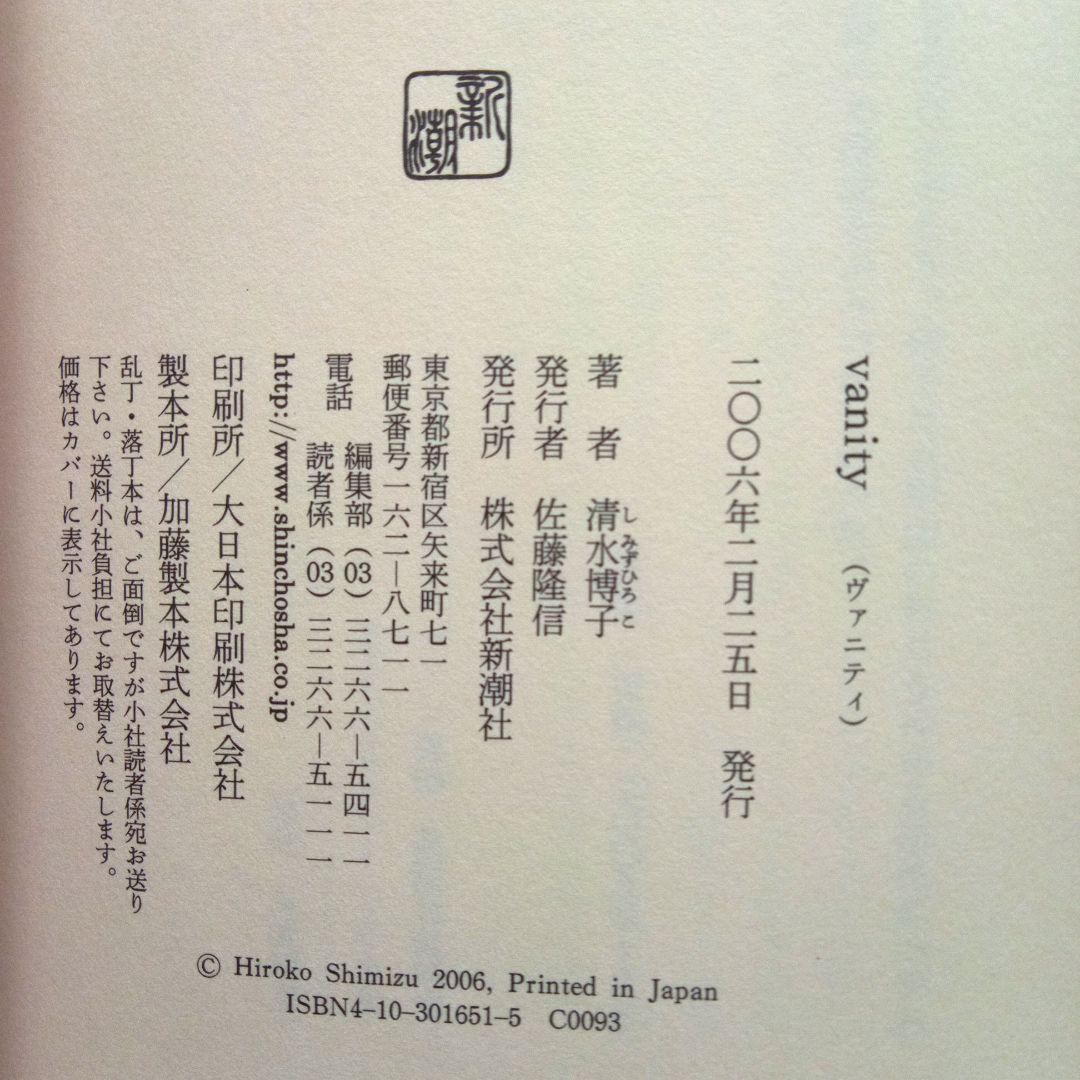 新潮
vanity (ヴァニティ)
二〇〇六年二月二五日 発行
著者 清水博子
しみずひろこ
発行者 佐藤隆信
発行所 株式会社新潮社
東京都新宿区矢来町七一
郵便番号一六二—八七一一
電話 編集部(03)三二六六—五四一一
読者係(03)三二六六—五一一一
http://www.shinchosha.co.jp
印刷所/大日本印刷株式会社
製本所/加藤製本株式会社
乱丁・落丁本は、ご面倒ですが小社読者係宛お送り
下さい。送料小社負担にてお取替えいたします。
価格はカバーに表示してあります。
© Hiroko Shimizu 2006, Printed in Japan
ISBN4-10-301651-5 C0093